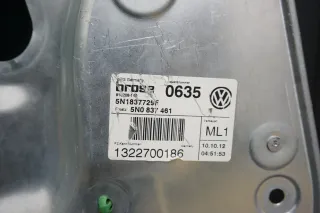 brose 0635
5N1837729F
5N0 837 461
ML1
1322700186
10.10.12
04:51:53